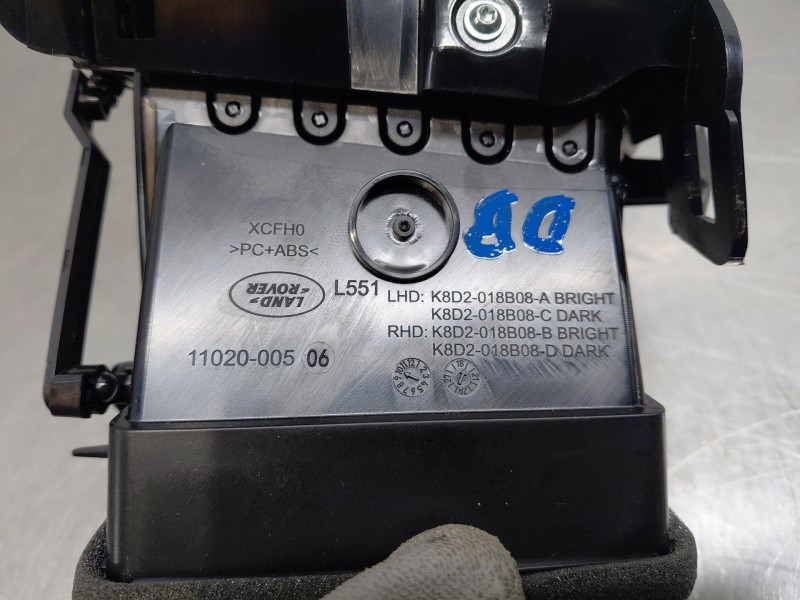 XCFH0
>PC+ABS<
LAND-
-ROVER
L551
LHD: K8D2-018B08-A BRIGHT
K8D2-018B08-C DARK
RHD: K8D2-018B08-B BRIGHT
K8D2-018B08-D DARK
11020-005 06